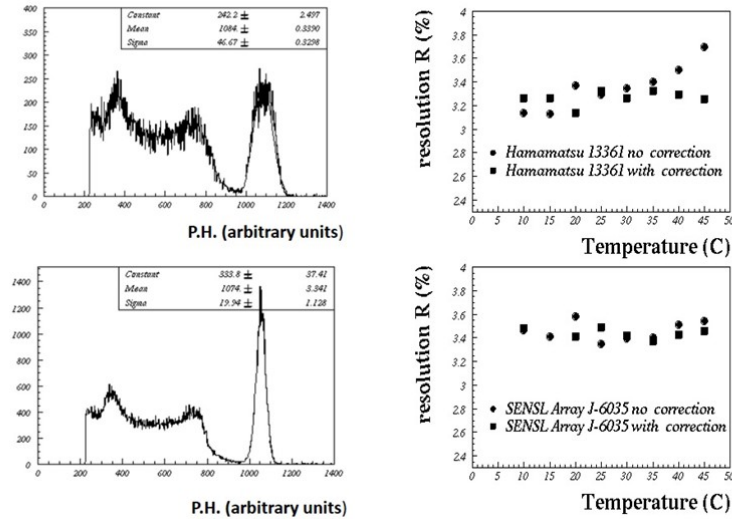 Constant 242.2 ± 2.497
Mean 1084. ± 0.3390
Sigma 46.67 ± 0.3298
400
350
300
250
200
150
100
50
0
0 200 400 600 800 1000 1200 1400
P.H. (arbitrary units)
resolution R (%)
4
3.8
3.6
3.4
3.2
3
2.8
2.6
2.4
Hamamatsu 13361 no correction
Hamamatsu 13361 with correction
0 5 10 15 20 25 30 35 40 45 50
Temperature (C)
Constant 333.8 ± 37.41
Mean 1074. ± 3.341
Sigma 19.94 ± 1.128
1400
1200
1000
800
600
400
200
0
0 200 400 600 800 1000 1200 1400
P.H. (arbitrary units)
resolution R (%)
4
3.8
3.6
3.4
3.2
3
2.8
2.6
2.4
SENSL Array J-6035 no correction
SENSL Array J-6035 with correction
0 5 10 15 20 25 30 35 40 45 50
Temperature (C)